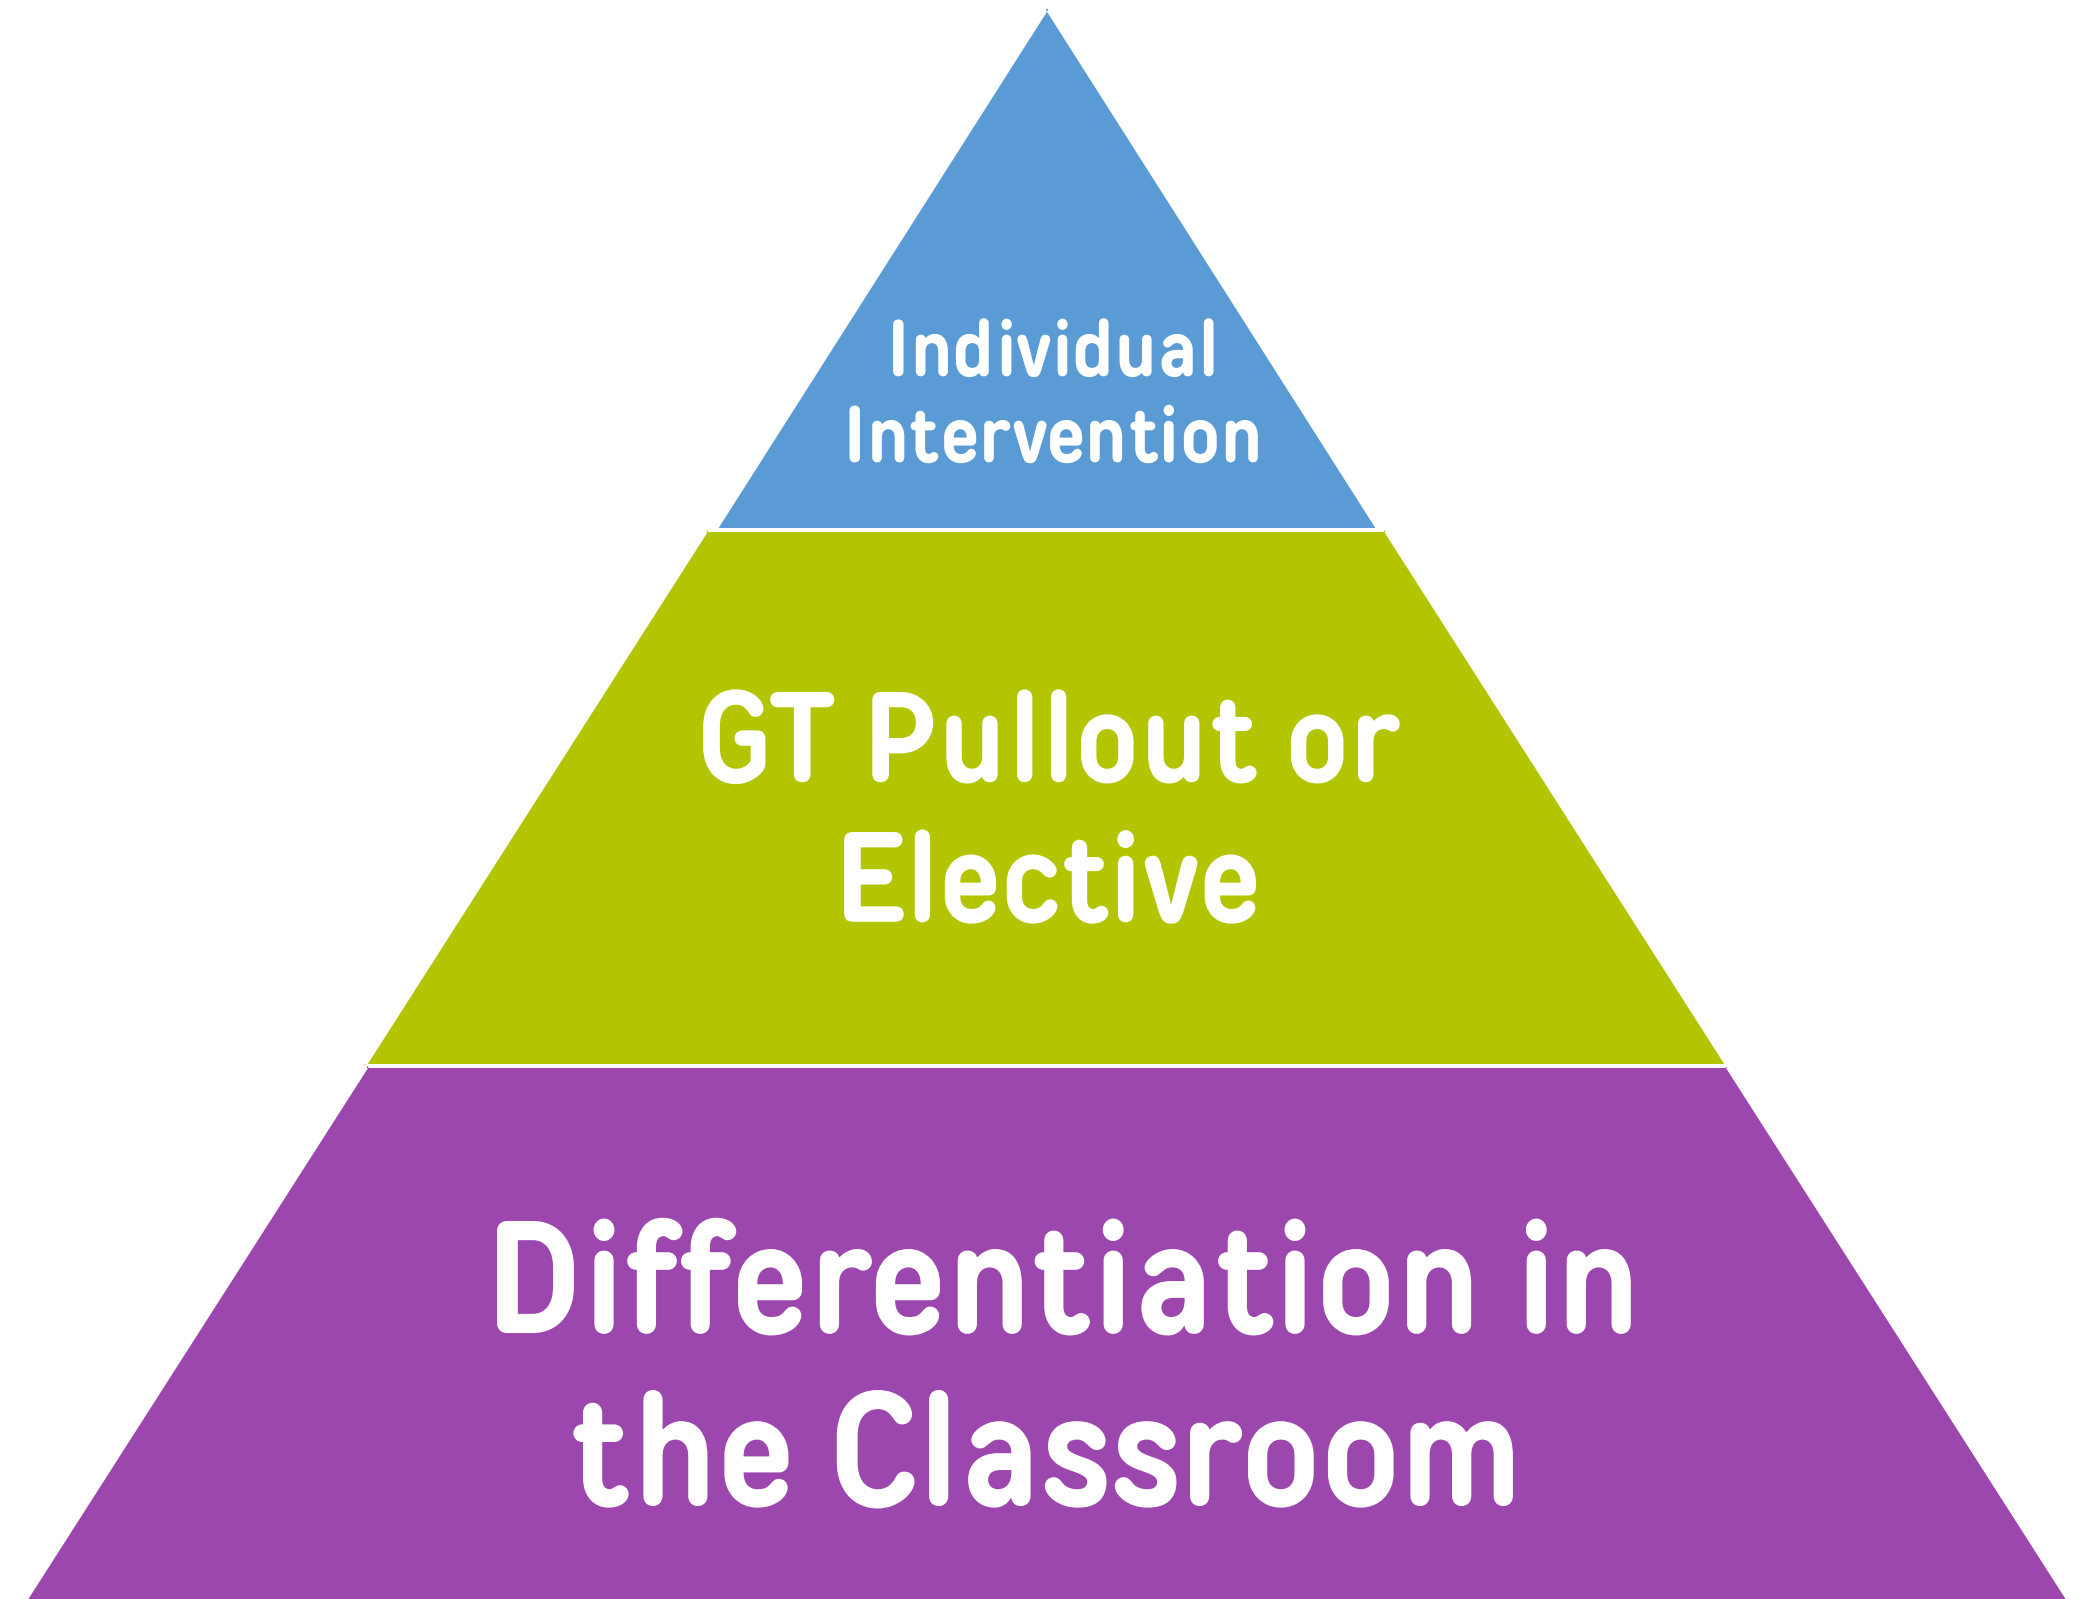 Individual
Intervention
GT Pullout or
Elective
Differentiation in
the Classroom